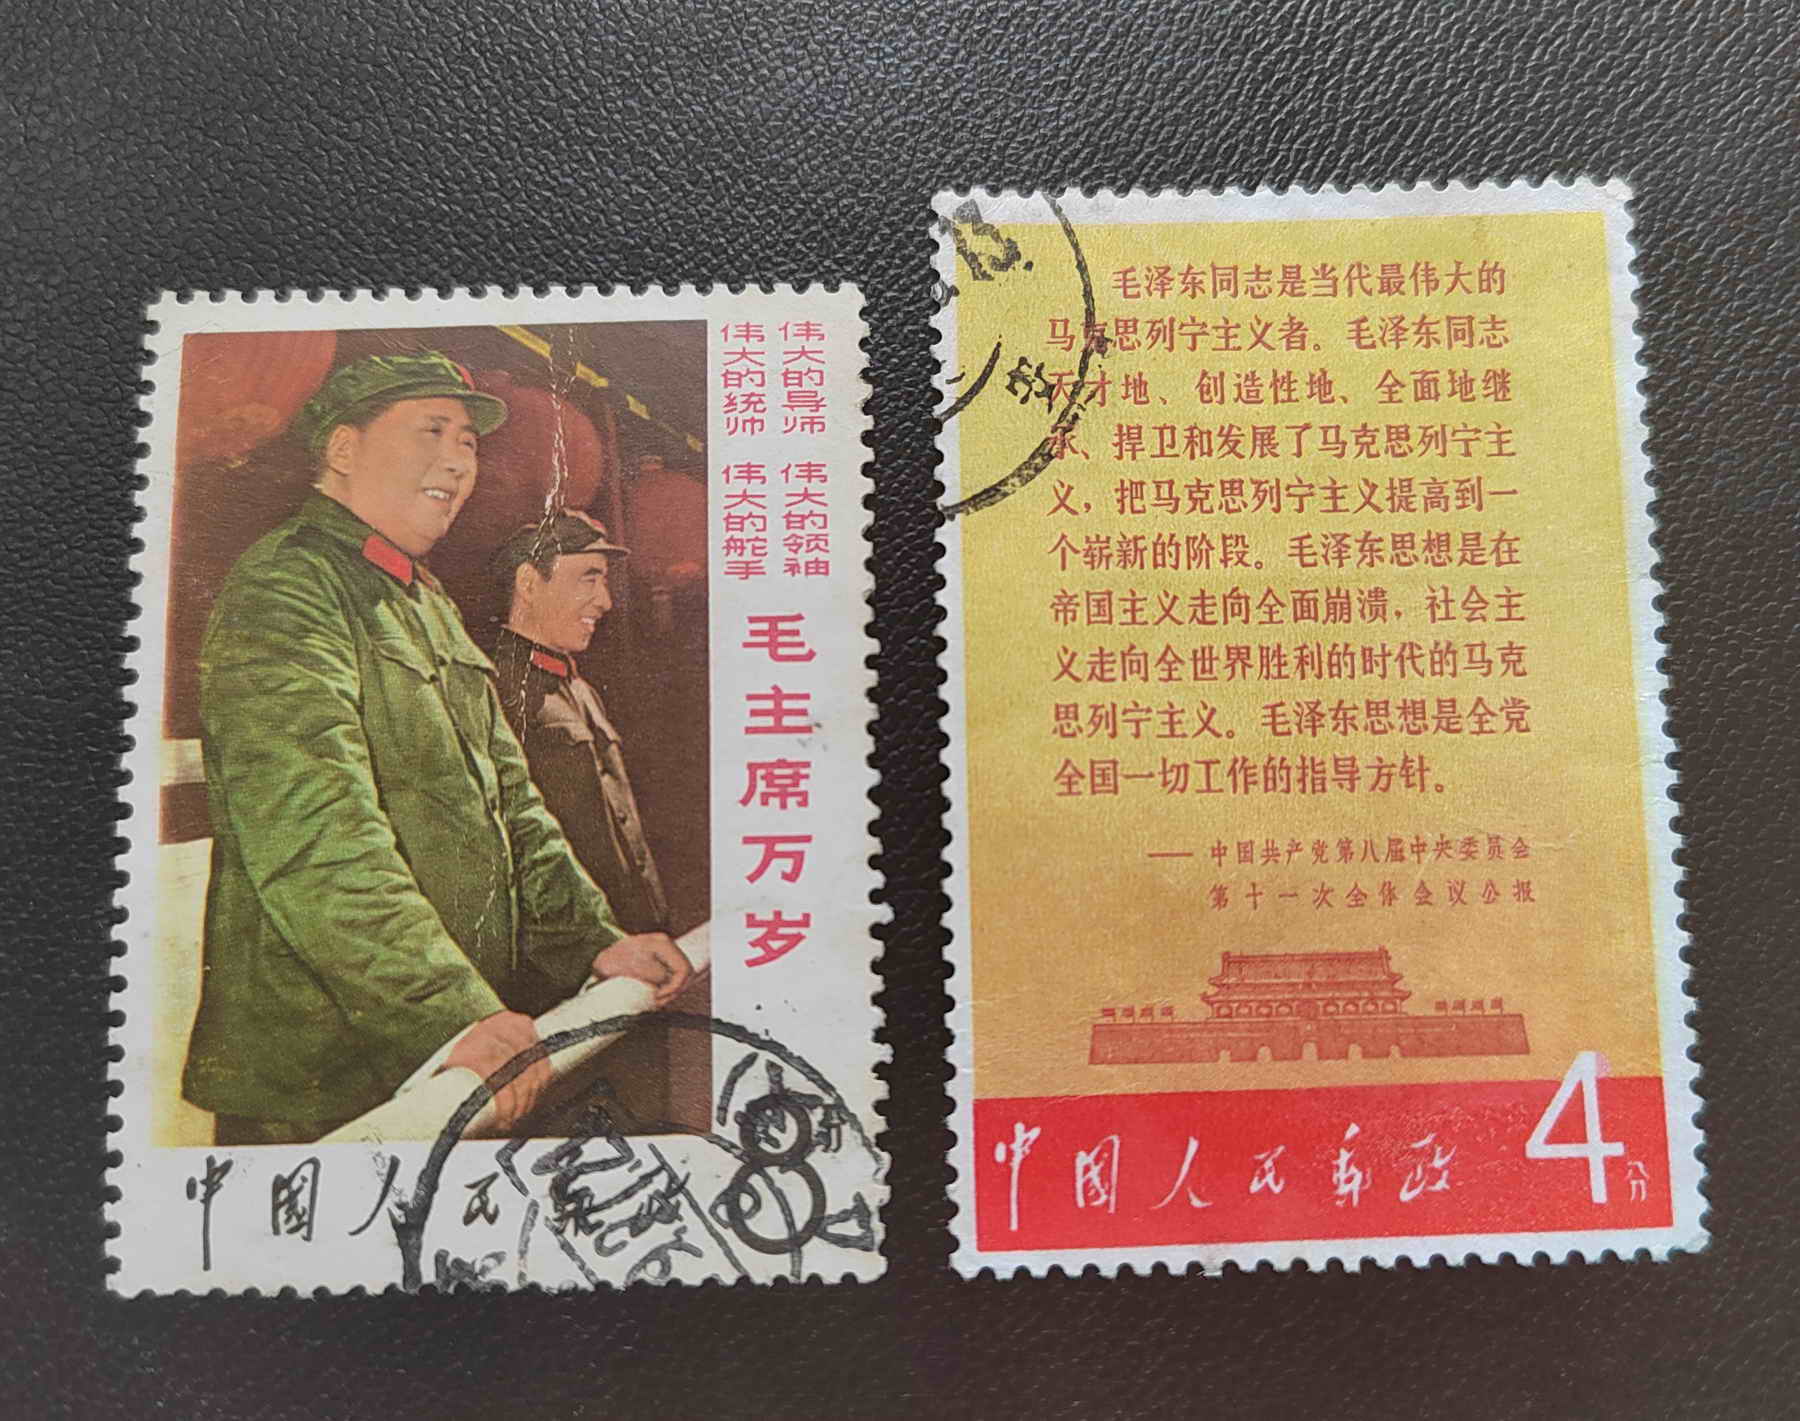 伟大的导师
伟大的领袖
伟大的统帅
伟大的舵手
毛主席万岁
8分
中国人民
毛泽东同志是当代最伟大的
马克思列宁主义者。毛泽东同志
天才地、创造性地、全面地继
承、捍卫和发展了马克思列宁主
义，把马克思列宁主义提高到一
个崭新的阶段。毛泽东思想是在
帝国主义走向全面崩溃，社会主
义走向全世界胜利的时代的马克
思列宁主义。毛泽东思想是全党
全国一切工作的指导方针。
—— 中国共产党第八届中央委员会
第十一次全体会议公报
中国人民邮政
4分